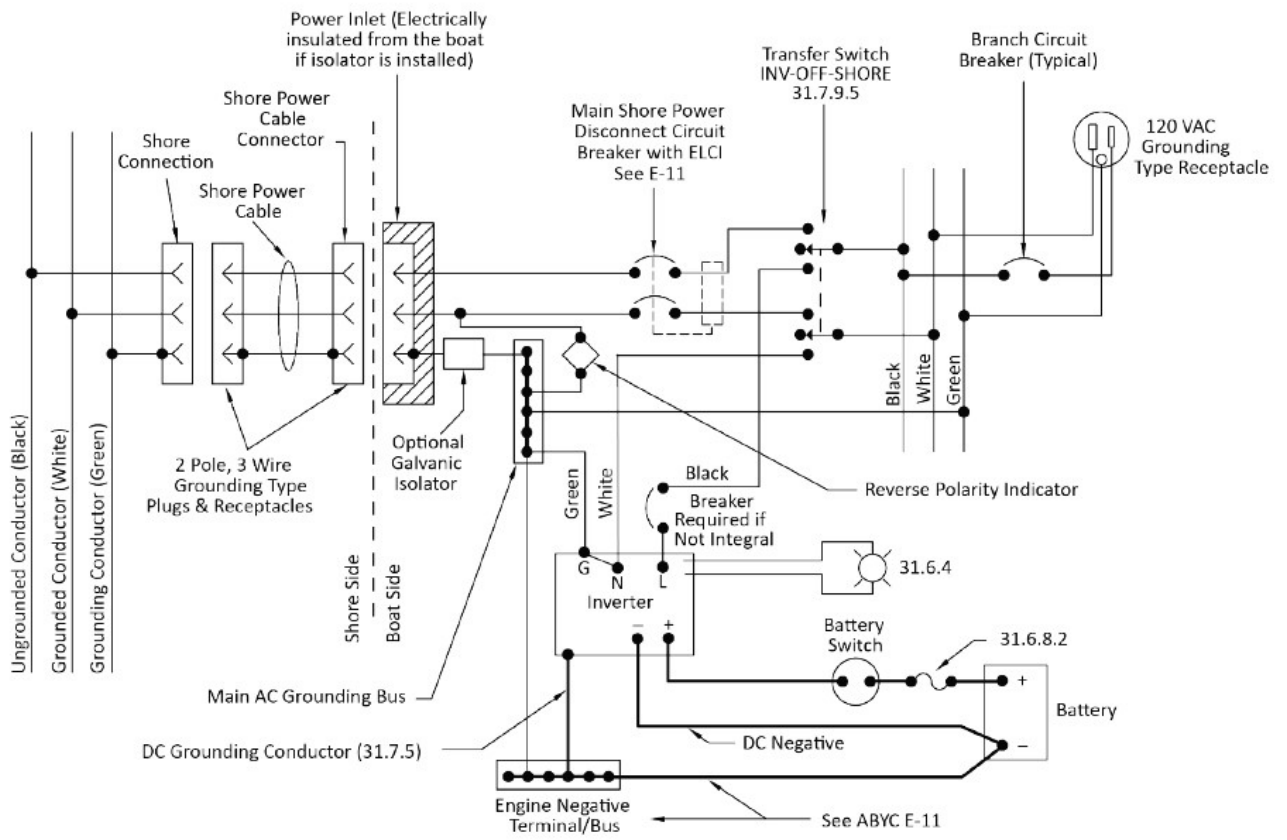 Power Inlet (Electrically
insulated from the boat
if isolator is installed)
Transfer Switch
INV-OFF-SHORE
31.7.9.5
Branch Circuit
Breaker (Typical)
Shore Power
Cable
Connector
Main Shore Power
Disconnect Circuit
Breaker with ELCI
See E-11
120 VAC
Grounding
Type Receptacle
Shore
Connection
Shore Power
Cable
Black
White
Green
Ungrounded Conductor (Black)
Grounded Conductor (White)
Grounding Conductor (Green)
2 Pole, 3 Wire
Grounding Type
Plugs & Receptacles
Shore Side
Boat Side
Optional
Galvanic
Isolator
Green
White
Black
Breaker
Required if
Not Integral
Reverse Polarity Indicator
G
N
L
Inverter
31.6.4
–
+
Battery
Switch
31.6.8.2
Main AC Grounding Bus
+
Battery
–
DC Grounding Conductor (31.7.5)
DC Negative
Engine Negative
Terminal/Bus
See ABYC E-11